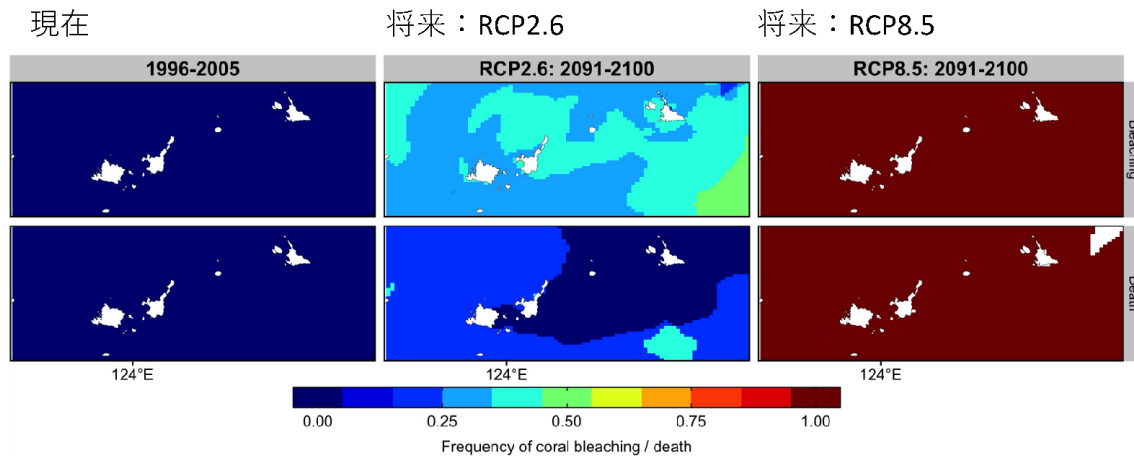 現在
将来：RCP2.6
将来：RCP8.5
1996-2005
RCP2.6: 2091-2100
RCP8.5: 2091-2100
Bleaching
Death
124°E
124°E
124°E
0.00
0.25
0.50
0.75
1.00
Frequency of coral bleaching / death